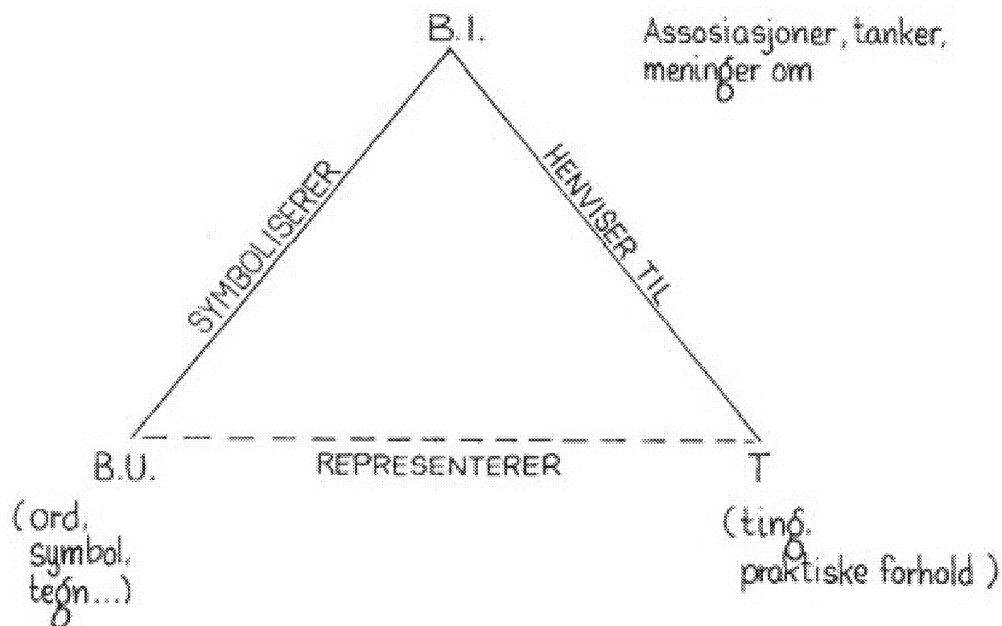 B.I.
Assosiasjoner, tanker,
meninger om
SYMBOLISERER
HENVISER TIL
B.U.
REPRESENTERER
T
(ord,
symbol,
tegn...)
(ting,
praktiske forhold)